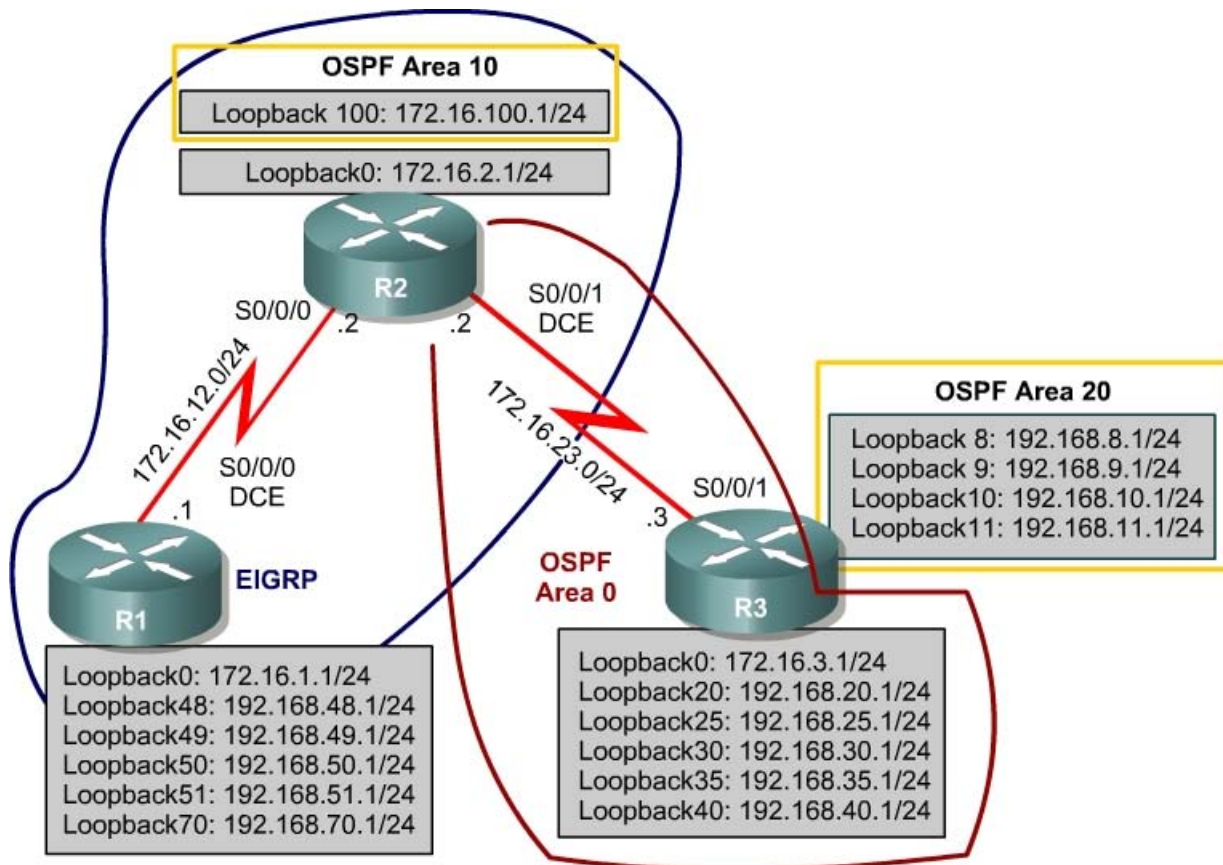 OSPF Area 10
Loopback 100: 172.16.100.1/24
Loopback0: 172.16.2.1/24
R2
S0/0/0
.2
.2
S0/0/1
DCE
172.16.12.0/24
S0/0/0
DCE
.1
172.16.23.0/24
S0/0/1
.3
OSPF Area 20
Loopback 8: 192.168.8.1/24
Loopback 9: 192.168.9.1/24
Loopback10: 192.168.10.1/24
Loopback11: 192.168.11.1/24
EIGRP
OSPF
Area 0
R1
R3
Loopback0: 172.16.1.1/24
Loopback48: 192.168.48.1/24
Loopback49: 192.168.49.1/24
Loopback50: 192.168.50.1/24
Loopback51: 192.168.51.1/24
Loopback70: 192.168.70.1/24
Loopback0: 172.16.3.1/24
Loopback20: 192.168.20.1/24
Loopback25: 192.168.25.1/24
Loopback30: 192.168.30.1/24
Loopback35: 192.168.35.1/24
Loopback40: 192.168.40.1/24